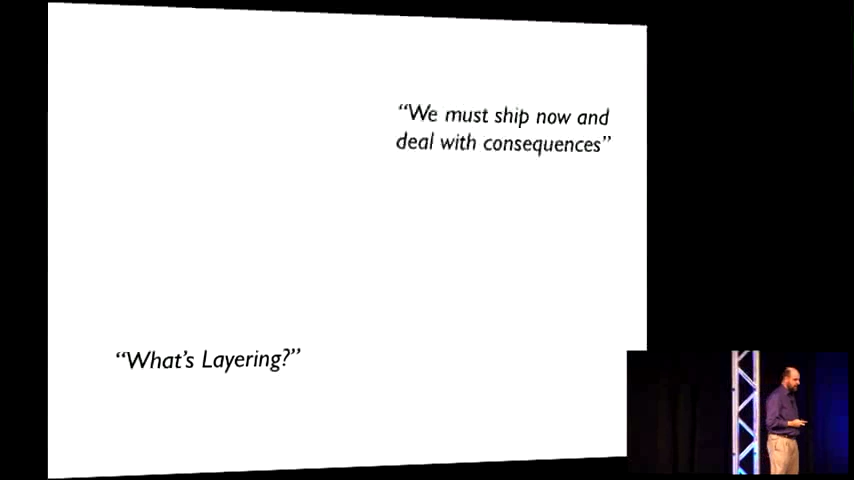 “We must ship now and
deal with consequences”
“What’s Layering?”